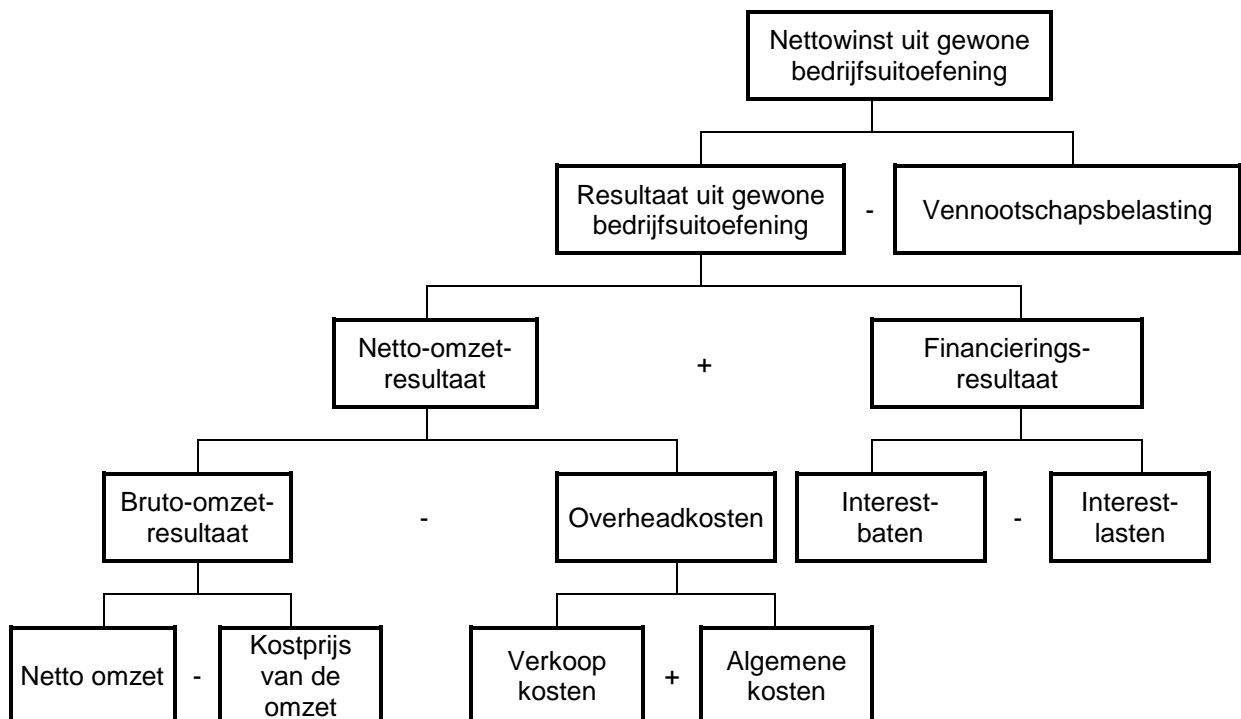 Nettowinst uit gewone
bedrijfsuitoefening
Resultaat uit gewone
bedrijfsuitoefening
-
Vennootschapsbelasting
Netto-omzet-
resultaat
+
Financierings-
resultaat
Bruto-omzet-
resultaat
-
Overheadkosten
Interest-
baten
-
Interest-
lasten
Netto omzet
-
Kostprijs
van de
omzet
Verkoop
kosten
+
Algemene
kosten